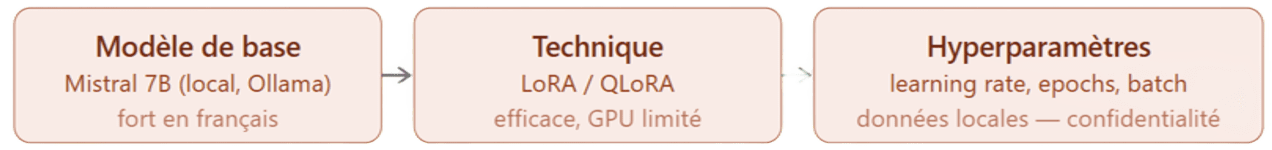 Modèle de base
Mistral 7B (local, Ollama)
fort en français
Technique
LoRA / QLoRA
efficace, GPU limité
Hyperparamètres
learning rate, epochs, batch
données locales — confidentialité